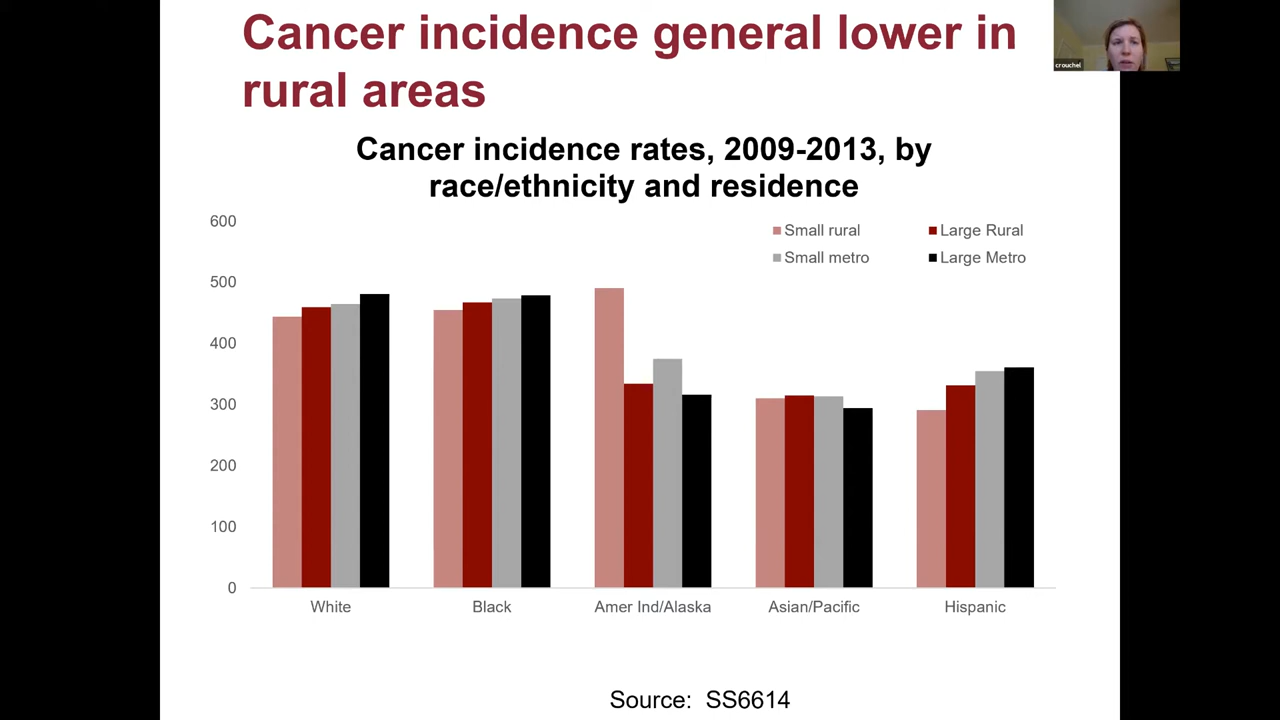 Cancer incidence general lower in
rural areas
crouchel
Cancer incidence rates, 2009-2013, by
race/ethnicity and residence
600
500
400
300
200
100
0
Small rural
Large Rural
Small metro
Large Metro
White
Black
Amer Ind/Alaska
Asian/Pacific
Hispanic
Source: SS6614